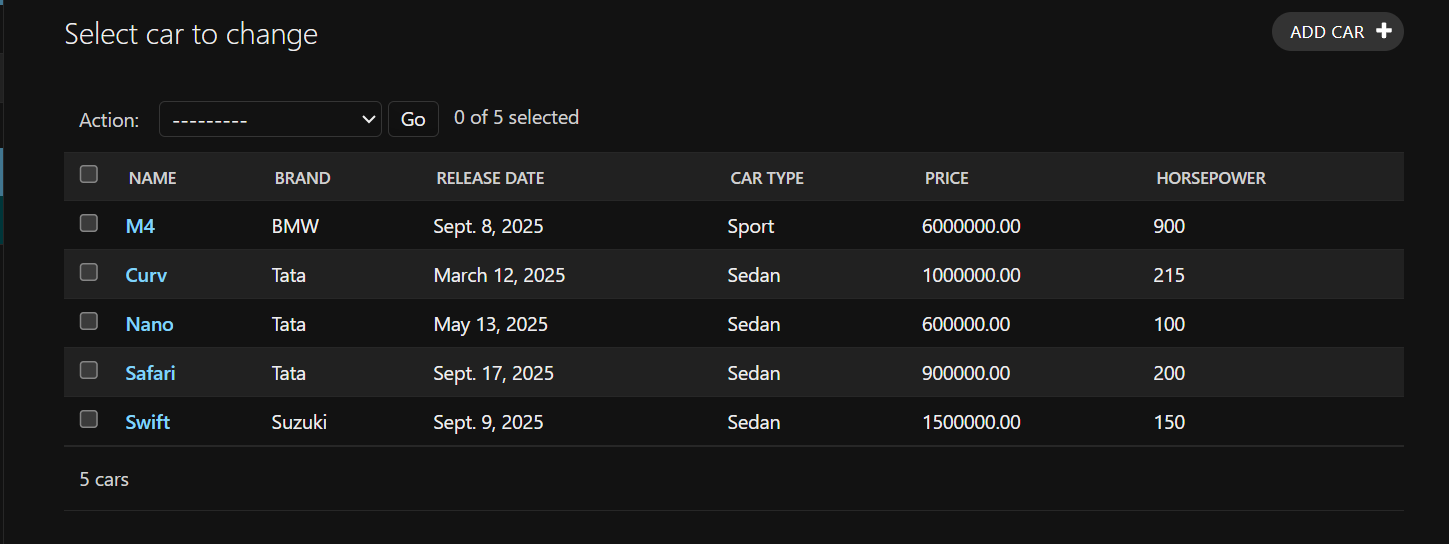 Select car to change
ADD CAR
Action: --------- Go 0 of 5 selected
NAME BRAND RELEASE DATE CAR TYPE PRICE HORSEPOWER
M4 BMW Sept. 8, 2025 Sport 6000000.00 900
Curv Tata March 12, 2025 Sedan 1000000.00 215
Nano Tata May 13, 2025 Sedan 600000.00 100
Safari Tata Sept. 17, 2025 Sedan 900000.00 200
Swift Suzuki Sept. 9, 2025 Sedan 1500000.00 150
5 cars